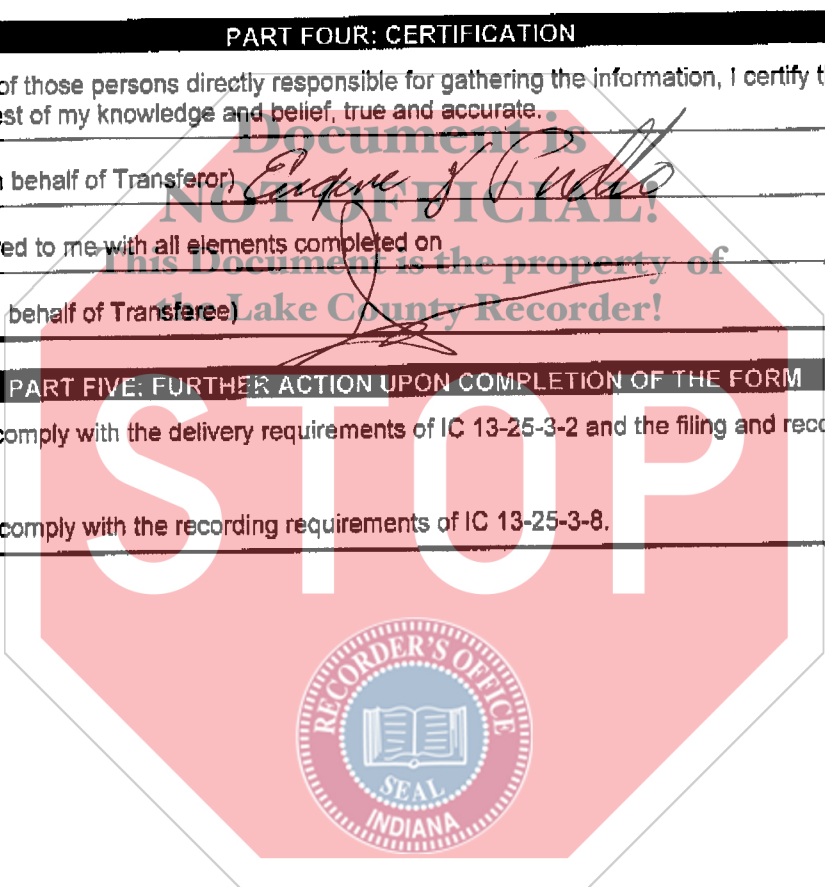 PART FOUR: CERTIFICATION
of those persons directly responsible for gathering the information, I certify t
est of my knowledge and belief, true and accurate.
Document is
behalf of Transferor) Eugene
NOT OFFICIAL!
ed to me with all elements completed on
This Document is the property of
behalf of Transferee)
the Lake County Recorder!
PART FIVE: FURTHER ACTION UPON COMPLETION OF THE FORM
comply with the delivery requirements of IC 13-25-3-2 and the filing and reco
STOP
comply with the recording requirements of IC 13-25-3-8.
RECORDER'S OFFICE
SEAL
INDIANA